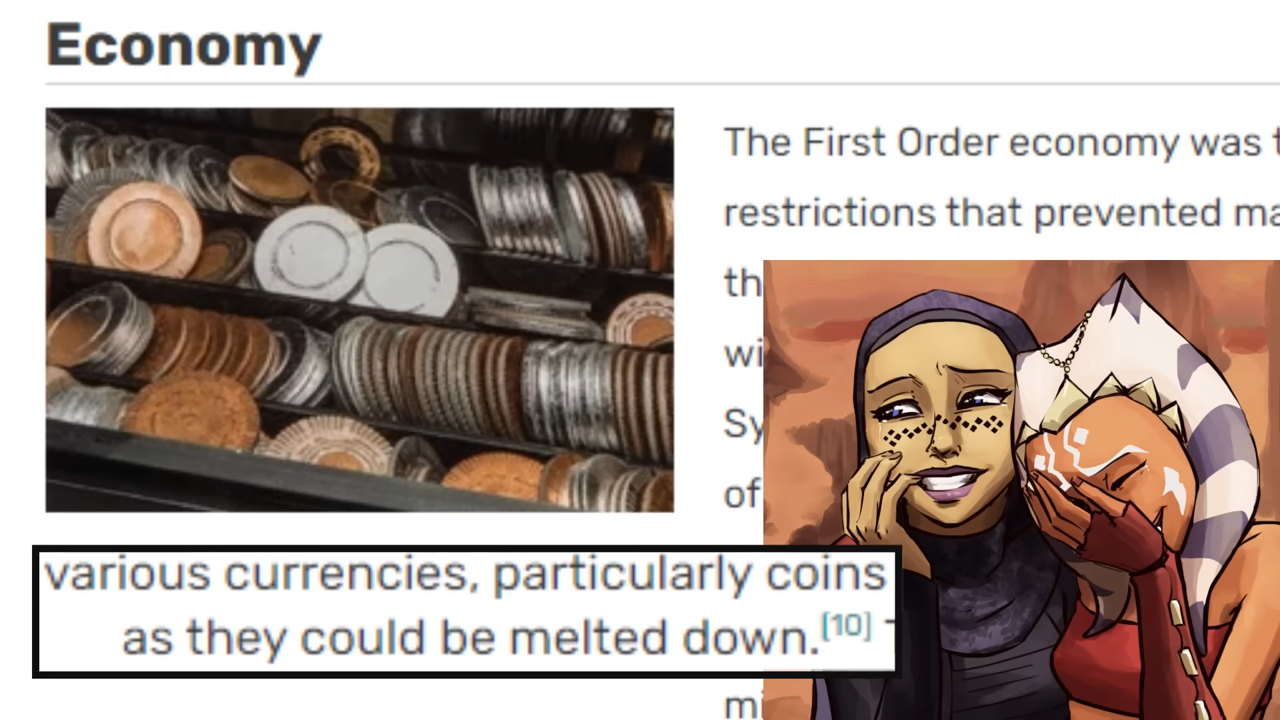 Economy
The First Order economy was
restrictions that prevented
th
wi
Sy
of
various currencies, particularly coins
as they could be melted down.[10]
mi